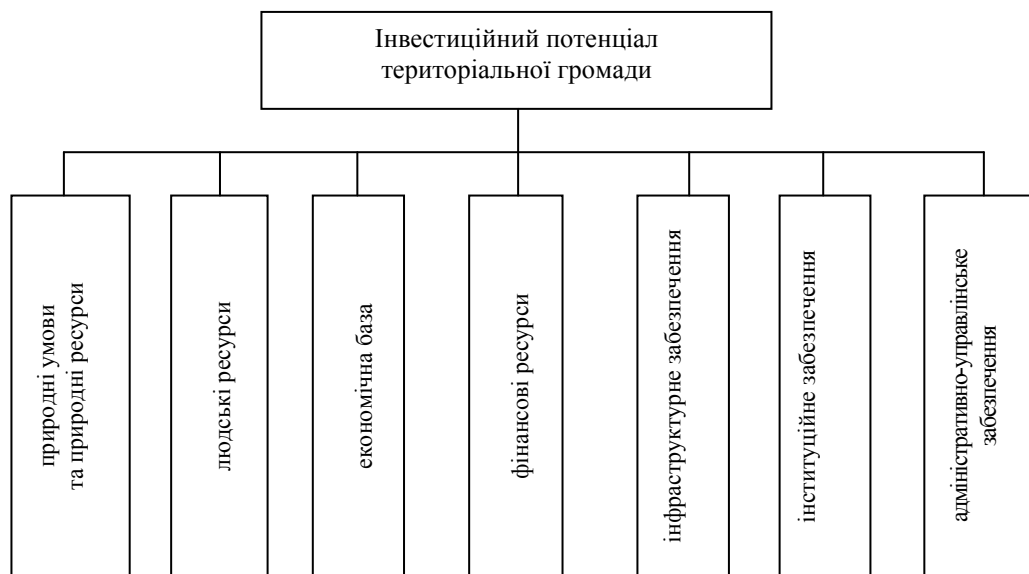 Інвестиційний потенціал
територіальної громади
природні умови
та природні ресурси
людські ресурси
економічна база
фінансові ресурси
інфраструктурне забезпечення
інституційне забезпечення
адміністративно-управлінське
забезпечення